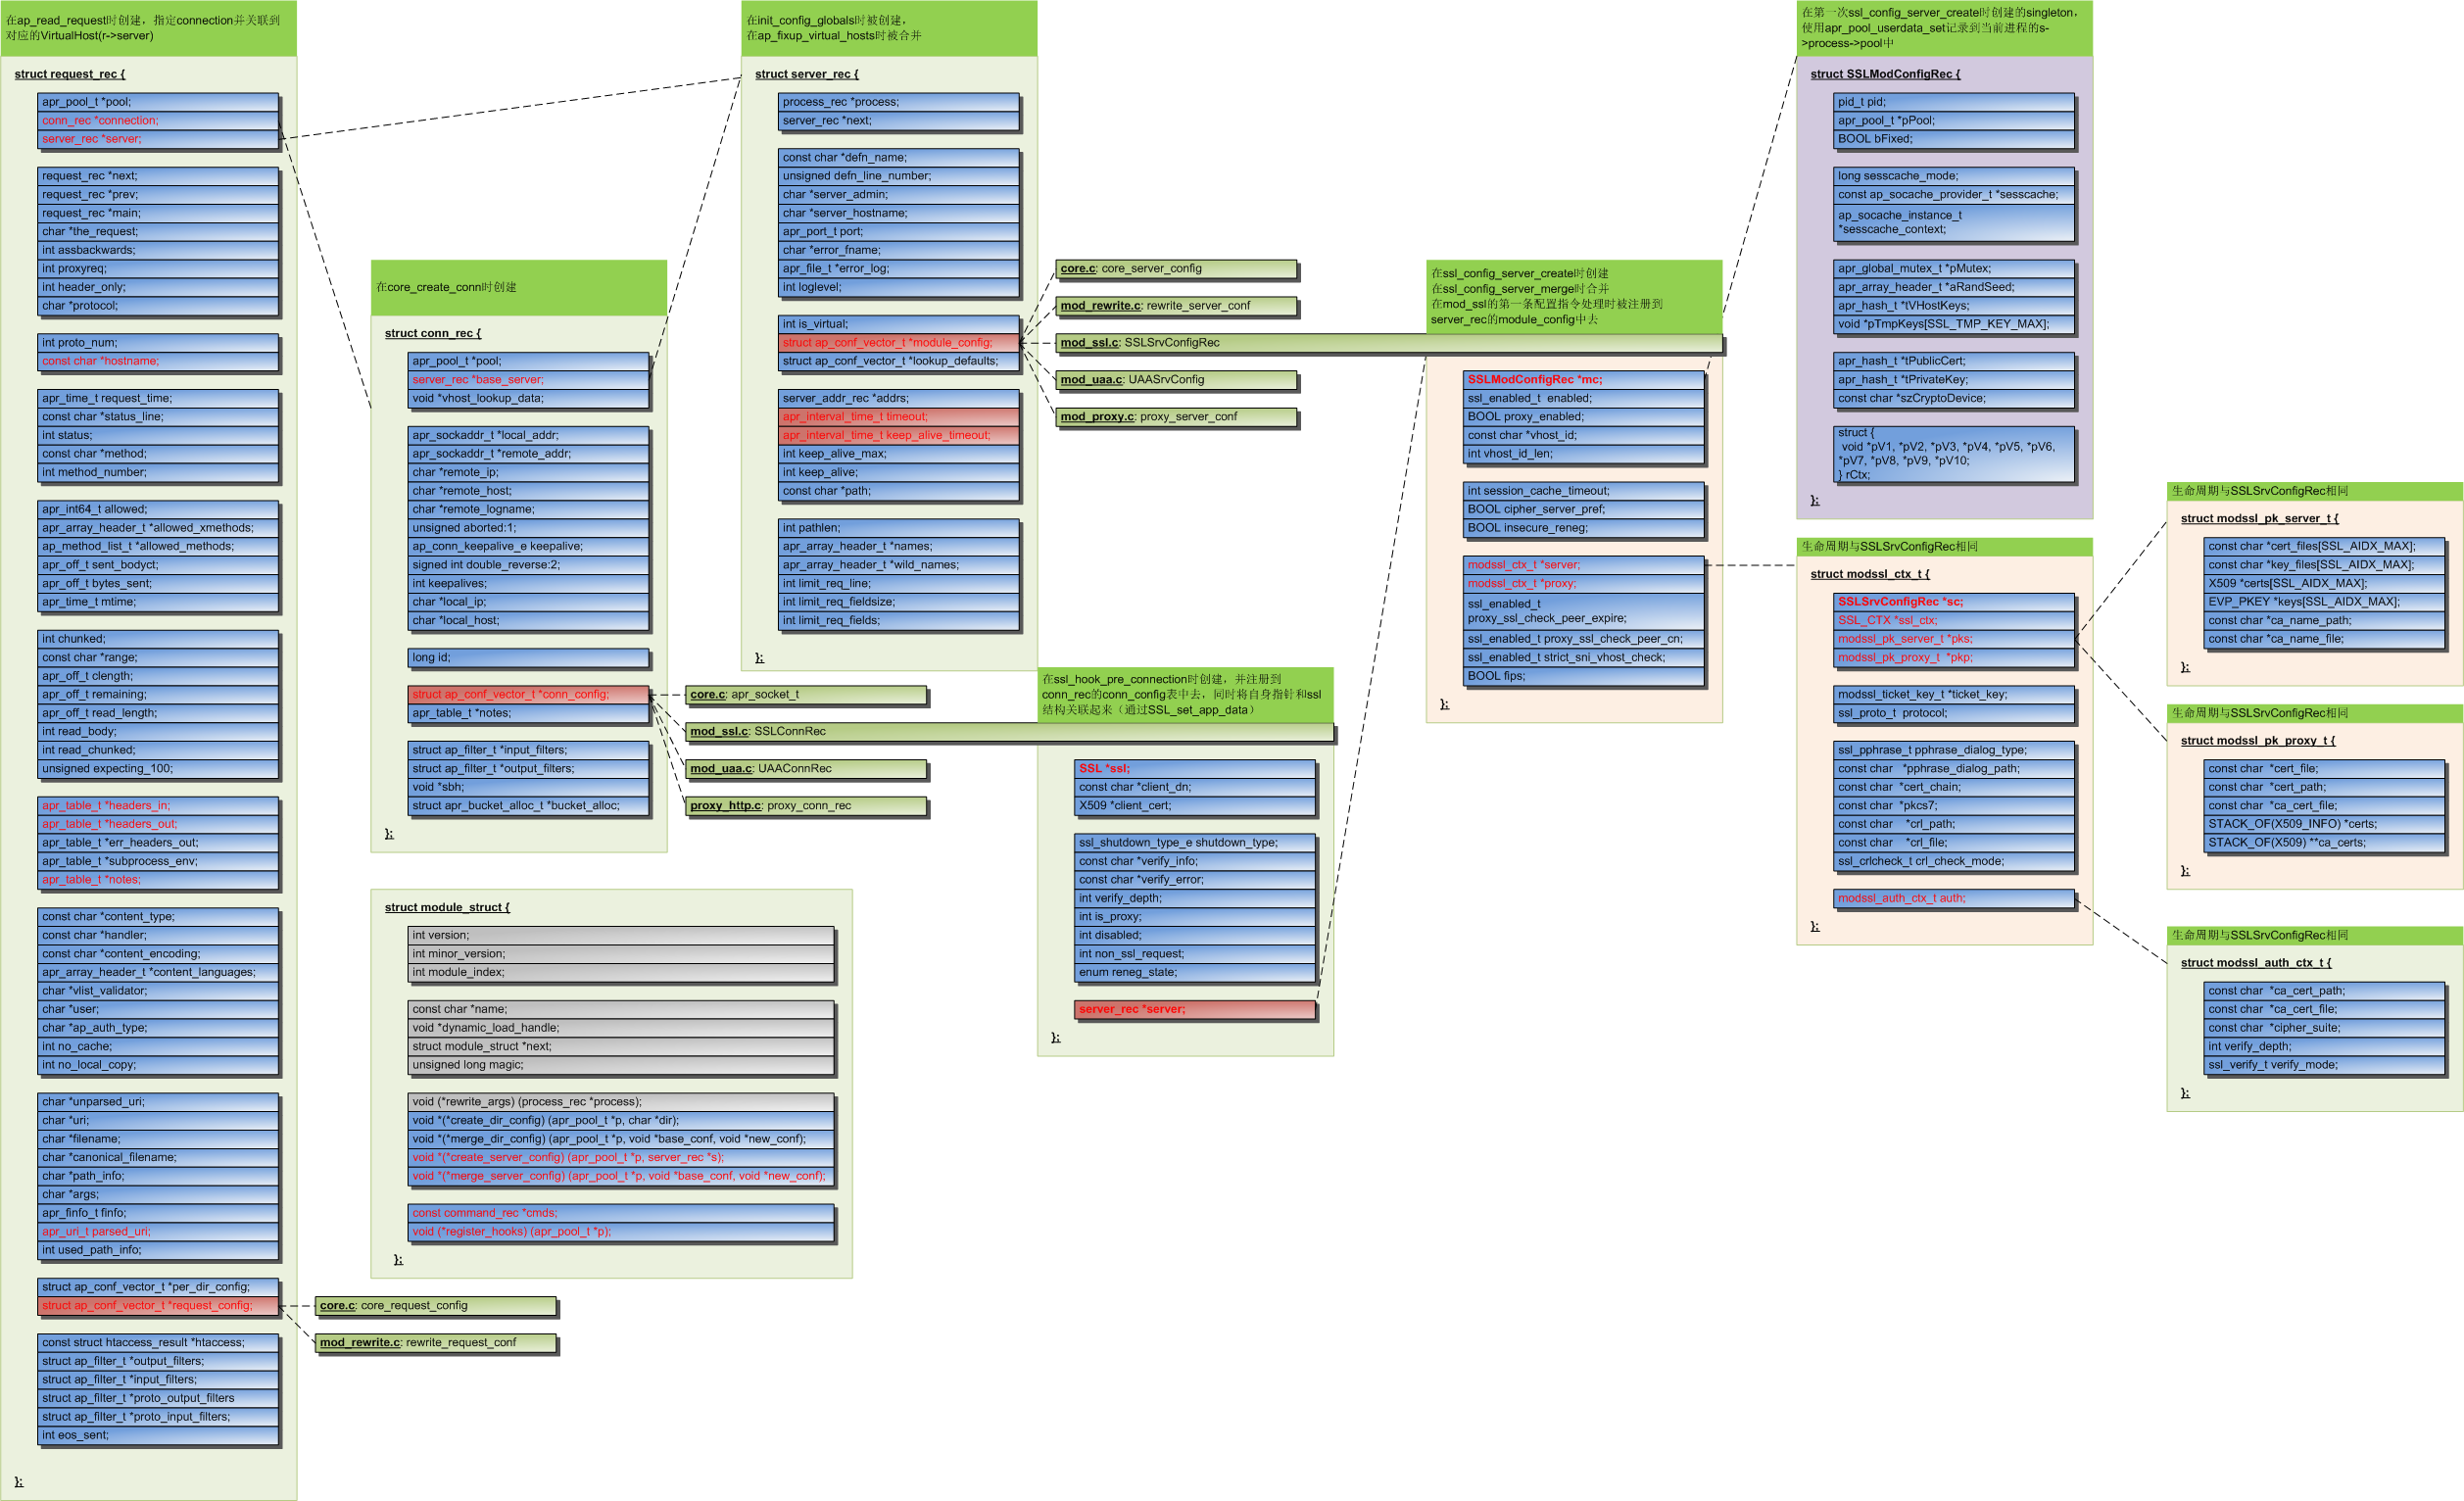 在ap_read_request时创建，指定connection并关联到
对应的VirtualHost(r->server)
struct request_rec {
apr_pool_t *pool;
conn_rec *connection;
server_rec *server;
request_rec *next;
request_rec *prev;
request_rec *main;
char *the_request;
int assbackwards;
int proxyreq;
int header_only;
char *protocol;
int proto_num;
const char *hostname;
apr_time_t request_time;
const char *status_line;
int status;
const char *method;
int method_number;
apr_int64_t allowed;
apr_array_header_t *allowed_xmethods;
ap_method_list_t *allowed_methods;
apr_off_t sent_bodyct;
apr_off_t bytes_sent;
apr_time_t mtime;
int chunked;
const char *range;
apr_off_t clength;
apr_off_t remaining;
apr_off_t read_length;
int read_body;
int read_chunked;
unsigned expecting_100;
apr_table_t *headers_in;
apr_table_t *headers_out;
apr_table_t *err_headers_out;
apr_table_t *subprocess_env;
apr_table_t *notes;
const char *content_type;
const char *handler;
const char *content_encoding;
apr_array_header_t *content_languages;
char *vlist_validator;
char *user;
char *ap_auth_type;
int no_cache;
int no_local_copy;
char *unparsed_uri;
char *uri;
char *filename;
char *canonical_filename;
char *path_info;
char *args;
apr_finfo_t finfo;
apr_uri_t parsed_uri;
int used_path_info;
struct ap_conf_vector_t *per_dir_config;
struct ap_conf_vector_t *request_config;
const struct htaccess_result *htaccess;
struct ap_filter_t *output_filters;
struct ap_filter_t *input_filters;
struct ap_filter_t *proto_output_filters
struct ap_filter_t *proto_input_filters;
int eos_sent;
};
core.c: core_request_config
mod_rewrite.c: rewrite_request_conf
在core_create_conn时创建
struct conn_rec {
apr_pool_t *pool;
server_rec *base_server;
void *vhost_lookup_data;
apr_sockaddr_t *local_addr;
apr_sockaddr_t *remote_addr;
char *remote_ip;
char *remote_host;
char *remote_logname;
unsigned aborted:1;
ap_conn_keepalive_e keepalive;
signed int double_reverse:2;
int keepalives;
char *local_ip;
char *local_host;
long id;
struct ap_conf_vector_t *conn_config;
apr_table_t *notes;
struct ap_filter_t *input_filters;
struct ap_filter_t *output_filters;
void *sbh;
struct apr_bucket_alloc_t *bucket_alloc;
};
core.c: apr_socket_t
mod_ssl.c: SSLConnRec
mod_uaa.c: UAAConnRec
proxy_http.c: proxy_conn_rec
struct module_struct {
int version;
int minor_version;
int module_index;
const char *name;
void *dynamic_load_handle;
struct module_struct *next;
unsigned long magic;
void (*rewrite_args) (process_rec *process);
void *(*create_dir_config) (apr_pool_t *p, char *dir);
void *(*merge_dir_config) (apr_pool_t *p, void *base_conf, void *new_conf);
void *(*create_server_config) (apr_pool_t *p, server_rec *s);
void *(*merge_server_config) (apr_pool_t *p, void *base_conf, void *new_conf);
const command_rec *cmds;
void (*register_hooks) (apr_pool_t *p);
};
在init_config_globals时被创建，
在ap_fixup_virtual_hosts时被合并
struct server_rec {
process_rec *process;
server_rec *next;
const char *defn_name;
unsigned defn_line_number;
char *server_admin;
char *server_hostname;
apr_port_t port;
char *error_fname;
apr_file_t *error_log;
int loglevel;
int is_virtual;
struct ap_conf_vector_t *module_config;
struct ap_conf_vector_t *lookup_defaults;
server_addr_rec *addrs;
apr_interval_time_t timeout;
apr_interval_time_t keep_alive_timeout;
int keep_alive_max;
int keep_alive;
const char *path;
int pathlen;
apr_array_header_t *names;
apr_array_header_t *wild_names;
int limit_req_line;
int limit_req_fieldsize;
int limit_req_fields;
};
core.c: core_server_config
mod_rewrite.c: rewrite_server_conf
mod_ssl.c: SSLSrvConfigRec
mod_uaa.c: UAASrvConfig
mod_proxy.c: proxy_server_conf
在ssl_hook_pre_connection时创建，并注册到
conn_rec的conn_config表中去，同时将自身指针和ssl
结构关联起来（通过SSL_set_app_data）
SSL *ssl;
const char *client_dn;
X509 *client_cert;
ssl_shutdown_type_e shutdown_type;
const char *verify_info;
const char *verify_error;
int verify_depth;
int is_proxy;
int disabled;
int non_ssl_request;
enum reneg_state;
server_rec *server;
};
在ssl_config_server_create时创建
在ssl_config_server_merge时合并
在mod_ssl的第一条配置指令处理时被注册到
server_rec的module_config中去
SSLModConfigRec *mc;
ssl_enabled_t  enabled;
BOOL proxy_enabled;
const char *vhost_id;
int vhost_id_len;
int session_cache_timeout;
BOOL cipher_server_pref;
BOOL insecure_reneg;
modssl_ctx_t *server;
modssl_ctx_t *proxy;
ssl_enabled_t
proxy_ssl_check_peer_expire;
ssl_enabled_t proxy_ssl_check_peer_cn;
ssl_enabled_t strict_sni_vhost_check;
BOOL fips;
};
在第一次ssl_config_server_create时创建的singleton，
使用apr_pool_userdata_set记录到当前进程的s-
>process->pool中
struct SSLModConfigRec {
pid_t pid;
apr_pool_t *pPool;
BOOL bFixed;
long sesscache_mode;
const ap_socache_provider_t *sesscache;
ap_socache_instance_t
*sesscache_context;
apr_global_mutex_t *pMutex;
apr_array_header_t *aRandSeed;
apr_hash_t *tVHostKeys;
void *pTmpKeys[SSL_TMP_KEY_MAX];
apr_hash_t *tPublicCert;
apr_hash_t *tPrivateKey;
const char *szCryptoDevice;
struct {
void *pV1, *pV2, *pV3, *pV4, *pV5, *pV6,
*pV7, *pV8, *pV9, *pV10;
} rCtx;
};
生命周期与SSLSrvConfigRec相同
struct modssl_ctx_t {
SSLSrvConfigRec *sc;
SSL_CTX *ssl_ctx;
modssl_pk_server_t *pks;
modssl_pk_proxy_t  *pkp;
modssl_ticket_key_t *ticket_key;
ssl_proto_t  protocol;
ssl_pphrase_t pphrase_dialog_type;
const char   *pphrase_dialog_path;
const char  *cert_chain;
const char  *pkcs7;
const char    *crl_path;
const char    *crl_file;
ssl_crlcheck_t crl_check_mode;
modssl_auth_ctx_t auth;
};
生命周期与SSLSrvConfigRec相同
struct modssl_pk_server_t {
const char *cert_files[SSL_AIDX_MAX];
const char *key_files[SSL_AIDX_MAX];
X509 *certs[SSL_AIDX_MAX];
EVP_PKEY *keys[SSL_AIDX_MAX];
const char *ca_name_path;
const char *ca_name_file;
};
生命周期与SSLSrvConfigRec相同
struct modssl_pk_proxy_t {
const char  *cert_file;
const char  *cert_path;
const char  *ca_cert_file;
STACK_OF(X509_INFO) *certs;
STACK_OF(X509) **ca_certs;
};
生命周期与SSLSrvConfigRec相同
struct modssl_auth_ctx_t {
const char  *ca_cert_path;
const char  *ca_cert_file;
const char  *cipher_suite;
int verify_depth;
ssl_verify_t verify_mode;
};